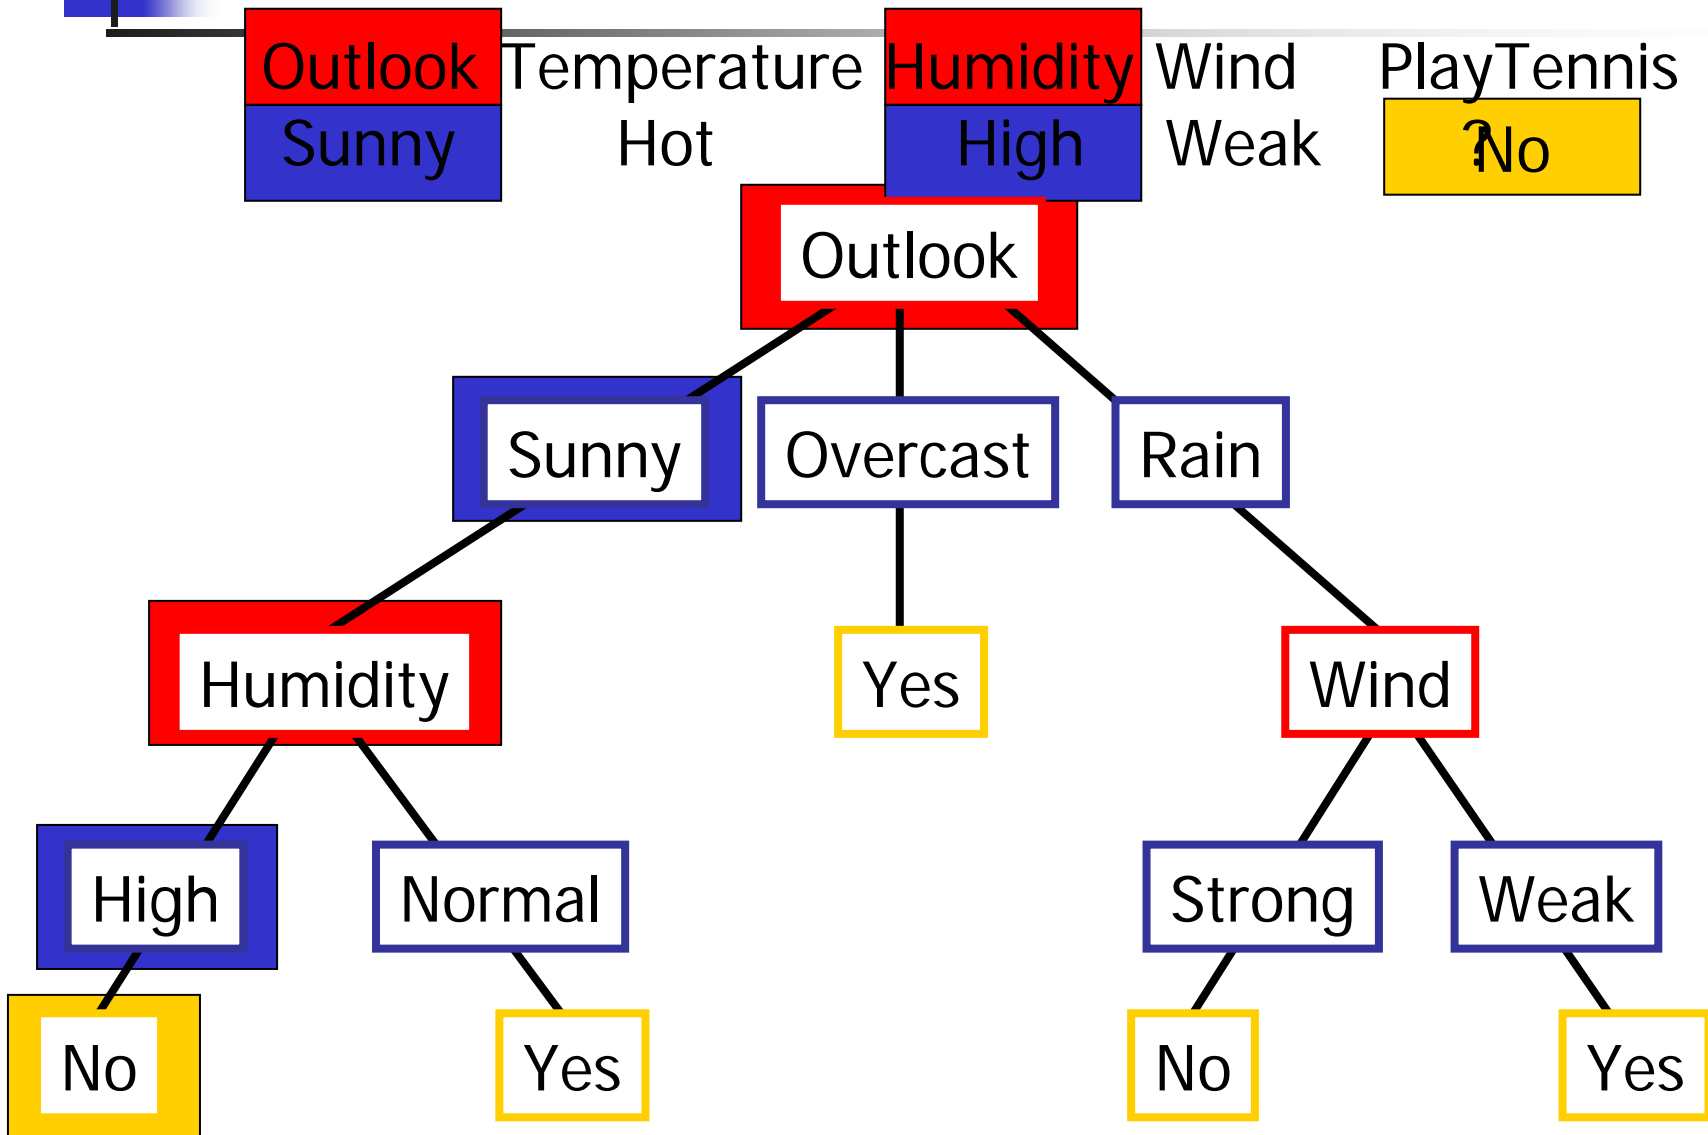 Outlook Temperature Humidity Wind PlayTennis
Sunny Hot High Weak ?No
Outlook
Sunny Overcast Rain
Humidity Yes Wind
High Normal Strong Weak
No Yes No Yes